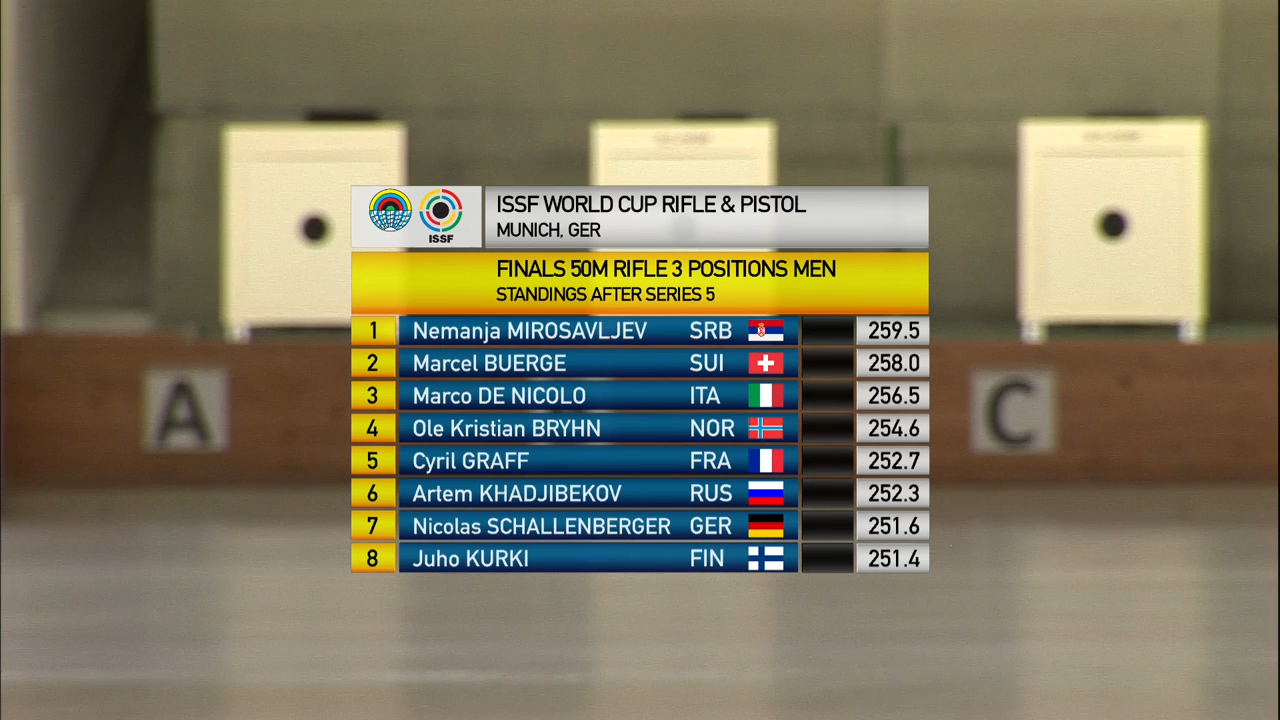 ISSF
ISSF WORLD CUP RIFLE & PISTOL
MUNICH, GER
FINALS 50M RIFLE 3 POSITIONS MEN
STANDINGS AFTER SERIES 5
1 Nemanja MIROSAVLJEV SRB 259.5
2 Marcel BUERGE SUI 258.0
3 Marco DE NICOLO ITA 256.5
4 Ole Kristian BRYHN NOR 254.6
5 Cyril GRAFF FRA 252.7
6 Artem KHADJIBEKOV RUS 252.3
7 Nicolas SCHALLENBERGER GER 251.6
8 Juho KURKI FIN 251.4
A C